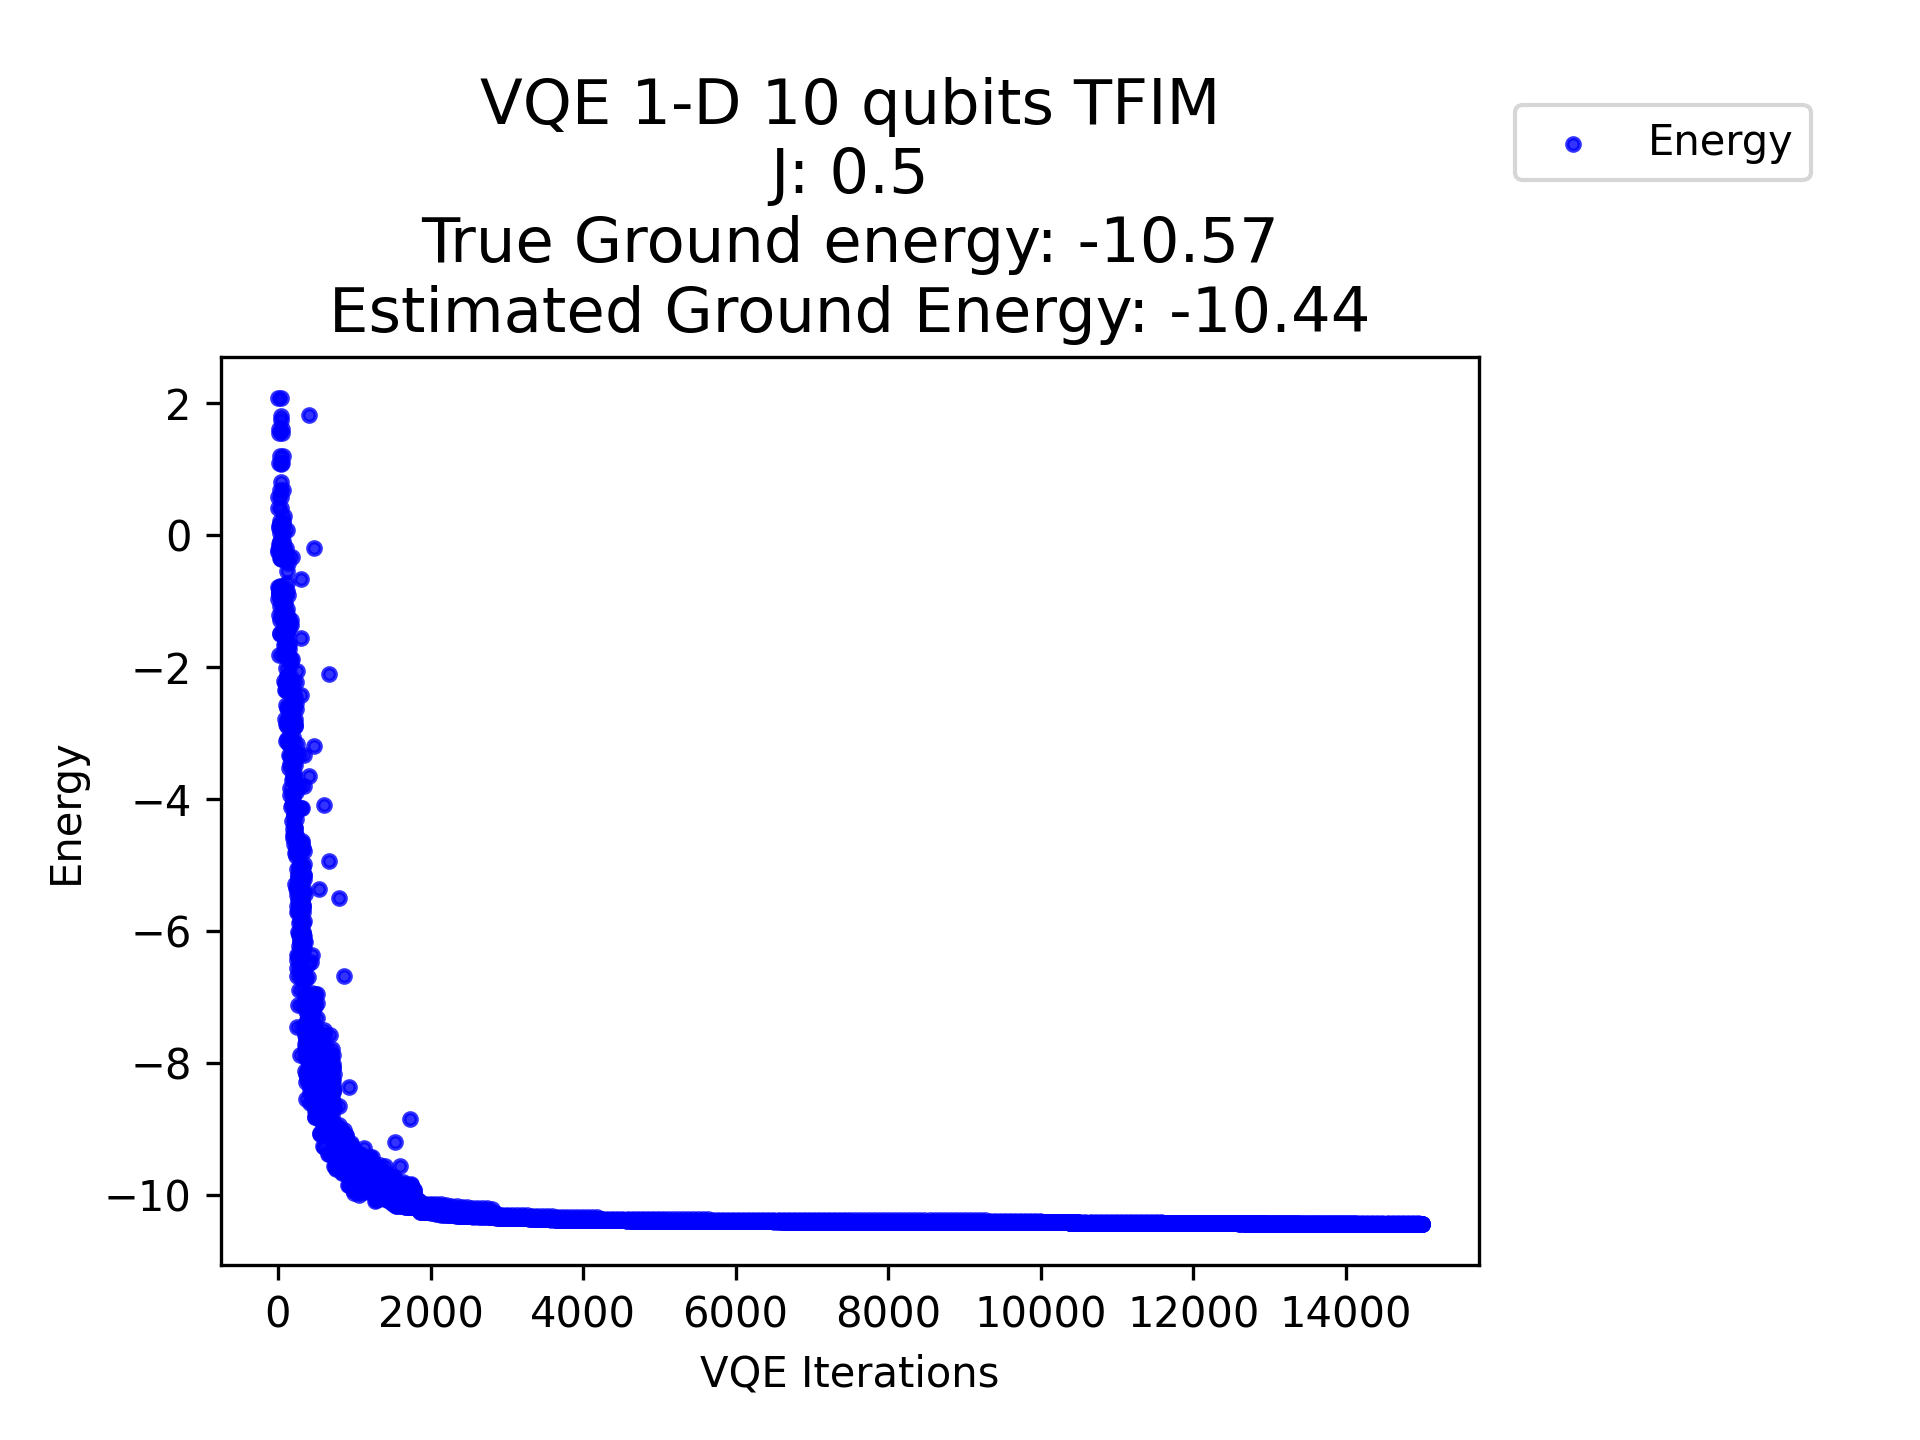 VQE 1-D 10 qubits TFIM
J: 0.5
True Ground energy: -10.57
Estimated Ground Energy: -10.44
Energy
2
0
−2
−4
−6
−8
−10
Energy
0 2000 4000 6000 8000 10000 12000 14000
VQE Iterations